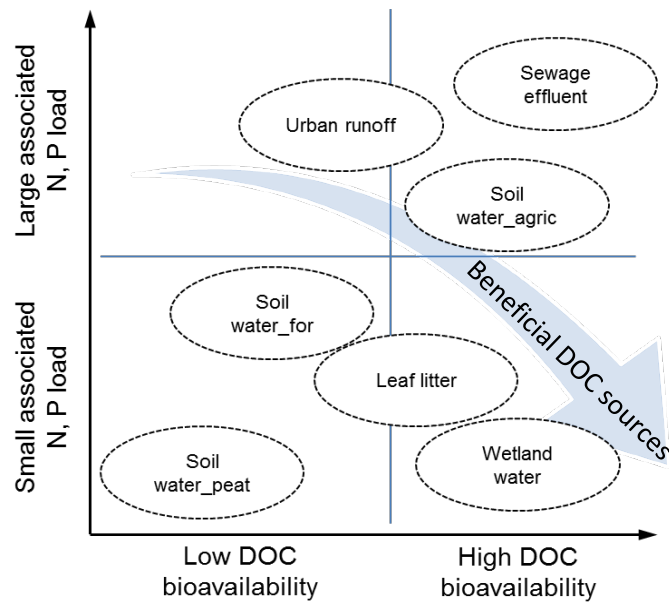 Large associated
N, P load
Small associated
N, P load
Sewage
effluent
Urban runoff
Soil
water_agric
Soil
water_for
Leaf litter
Soil
water_peat
Wetland
water
Beneficial DOC sources
Low DOC
bioavailability
High DOC
bioavailability